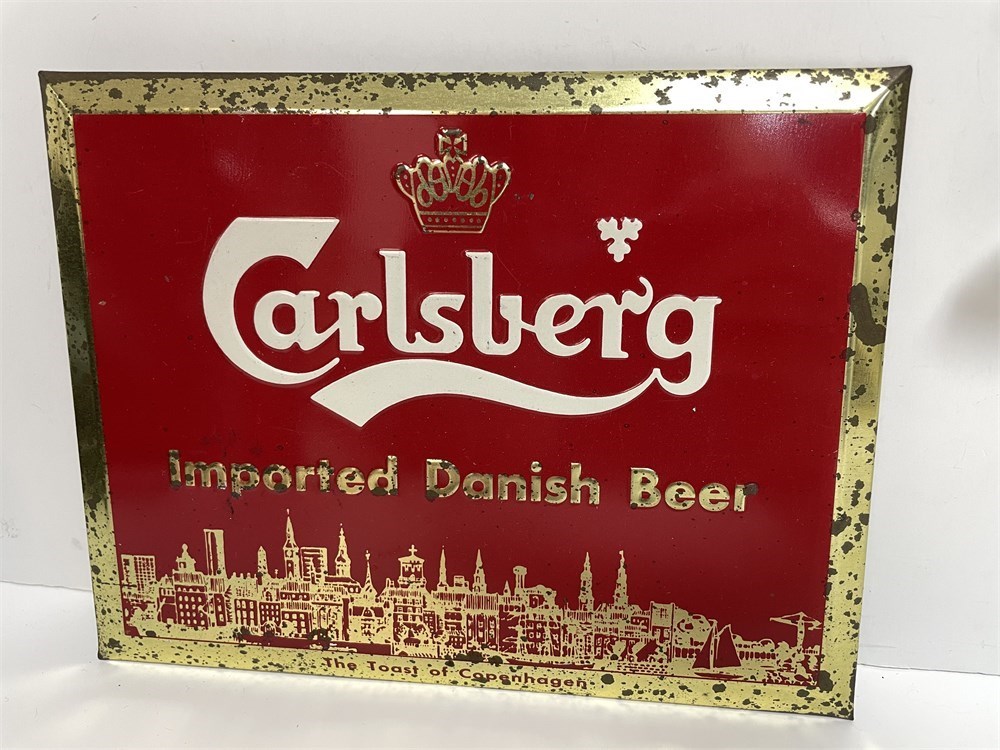 Carlsberg
Imported Danish Beer
The Toast of Copenhagen.